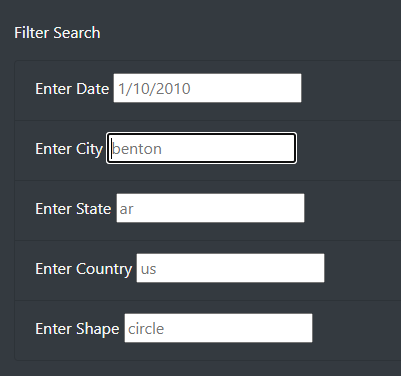 Filter Search
Enter Date 1/10/2010
Enter City benton
Enter State ar
Enter Country us
Enter Shape circle